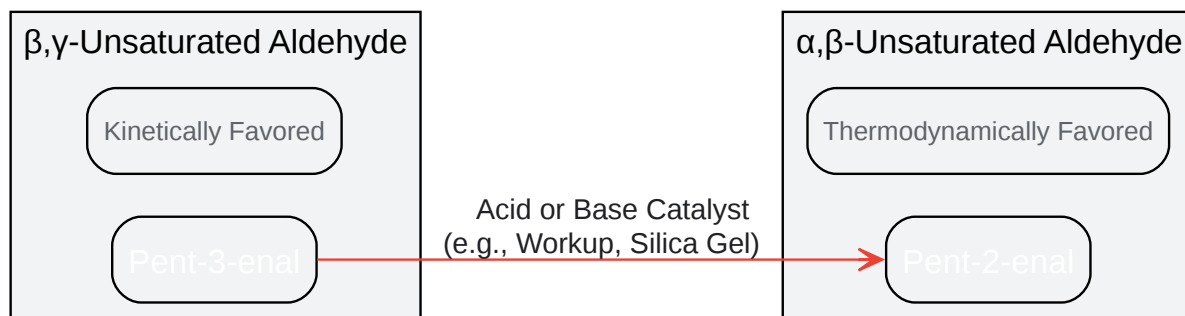 β,γ-Unsaturated Aldehyde
Kinetically Favored
Pent-3-enal
Acid or Base Catalyst
(e.g., Workup, Silica Gel)
α,β-Unsaturated Aldehyde
Thermodynamically Favored
Pent-2-enal